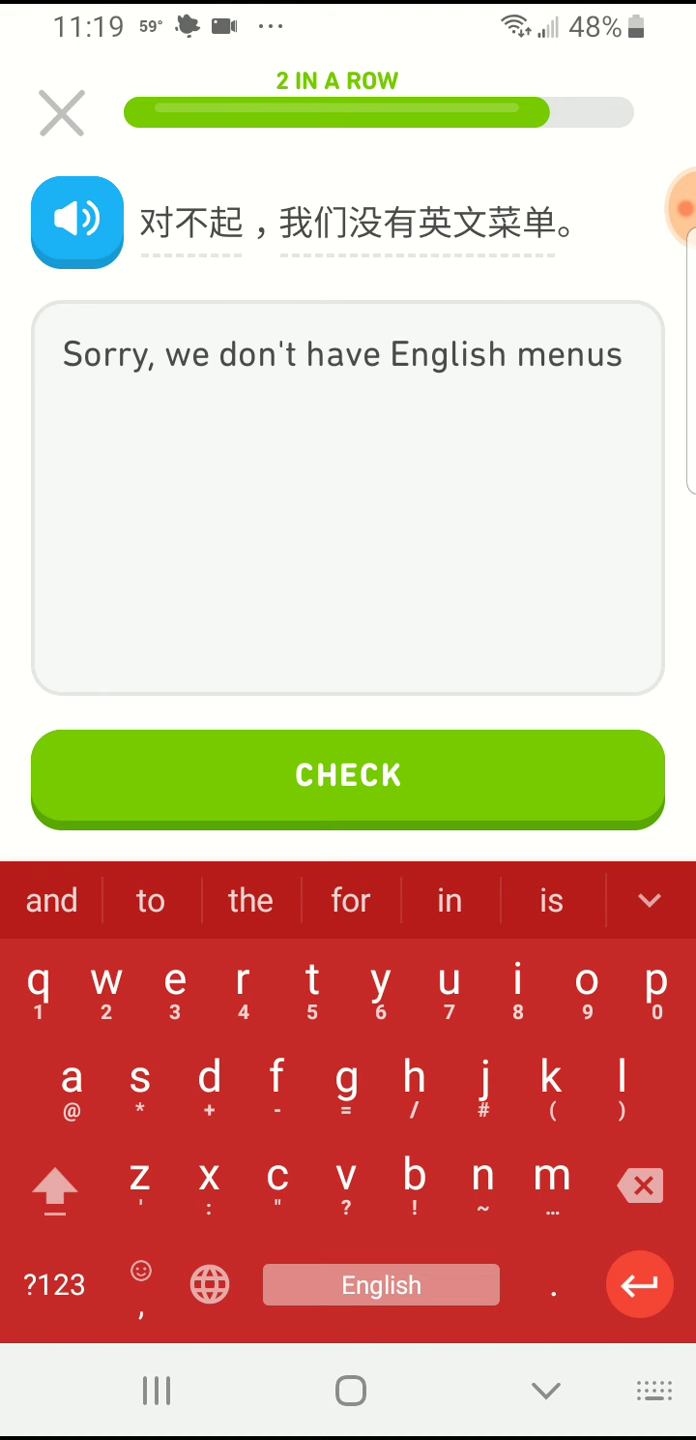 11:19 59° ... 48%
2 IN A ROW
对不起，我们没有英文菜单。
Sorry, we don't have English menus
CHECK
and to the for in is
q w e r t y u i o p
1 2 3 4 5 6 7 8 9 0
a s d f g h j k l
@ * + - = / # ( )
z x c v b n m
' : " ? ! ~ …
?123 , English .